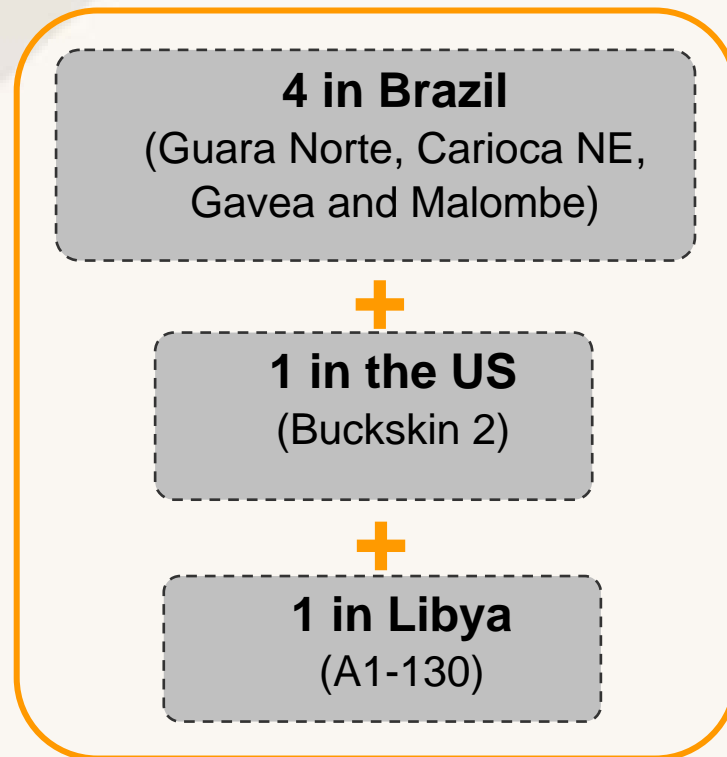 4 in Brazil
(Guara Norte, Carioca NE,
Gavea and Malombe)
+
1 in the US
(Buckskin 2)
+
1 in Libya
(A1-130)